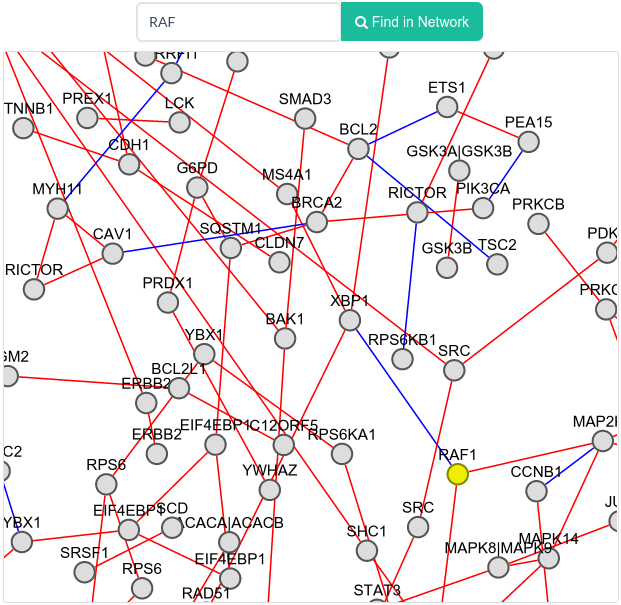 RAF
Find in Network
ETS1
PREX1
LCK
SMAD3
TNNB1
PEA15
BCL2
CDH1
GSK3A|GSK3B
G6PD
MS4A1
MYH11
BRCA2
RICTOR
PIK3CA
PRKCB
CAV1
SQSTM1
CLDN7
GSK3B
TSC2
PDK
RICTOR
PRDX1
XBP1
PRKC
BAK1
YBX1
RPS6KB1
SRC
GM2
BCL2L1
ERBB2
EIF4EBP1
C12ORF5
RPS6KA1
MAP2
ERBB2
C2
RPS6
YWHAZ
RAF1
CCNB1
EIF4EBP1
SCD
SRC
JU
YBX1
ACACA|ACACB
SHC1
MAPK14
MAPK8|MAPK9
SRSF1
RPS6
EIF4EBP1
RAD51
STAT3